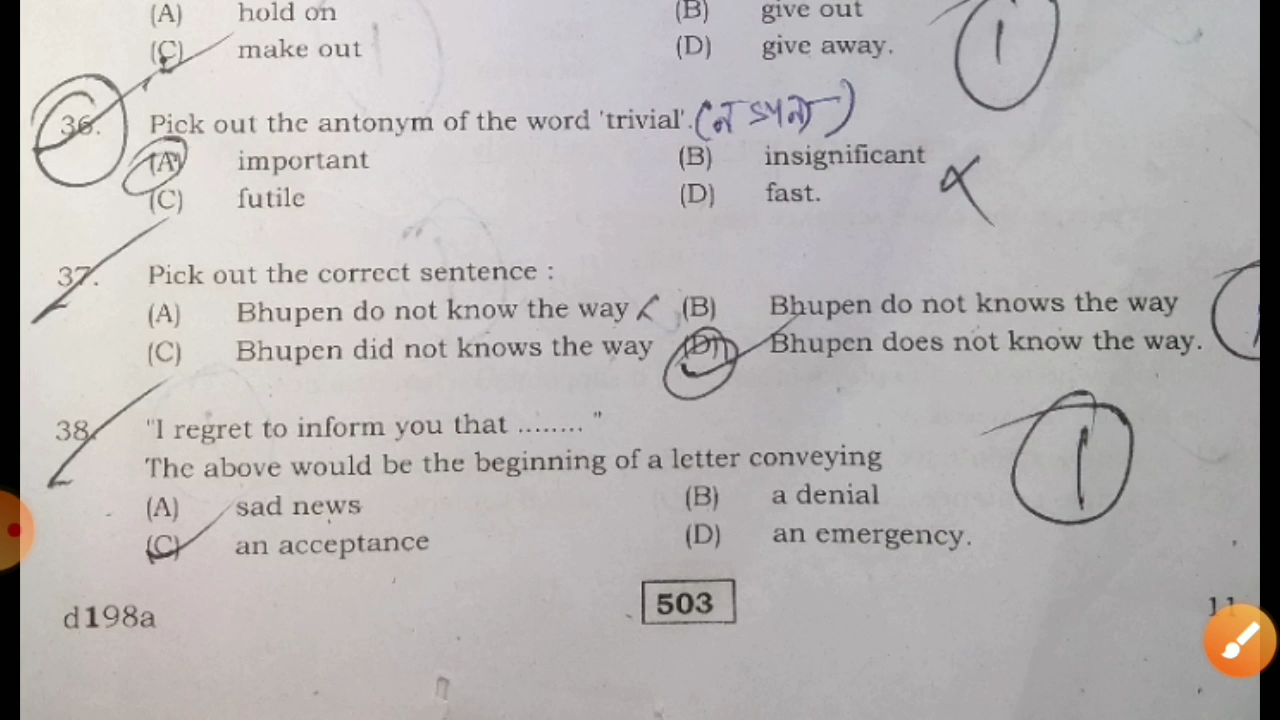 (A) hold on (B) give out
(C) make out (D) give away.
36. Pick out the antonym of the word 'trivial'.
(A) important (B) insignificant
(C) futile (D) fast.
37. Pick out the correct sentence :
(A) Bhupen do not know the way (B) Bhupen do not knows the way
(C) Bhupen did not knows the way (D) Bhupen does not know the way.
38. "I regret to inform you that ........ "
The above would be the beginning of a letter conveying
(A) sad news (B) a denial
(C) an acceptance (D) an emergency.
d198a 503 11